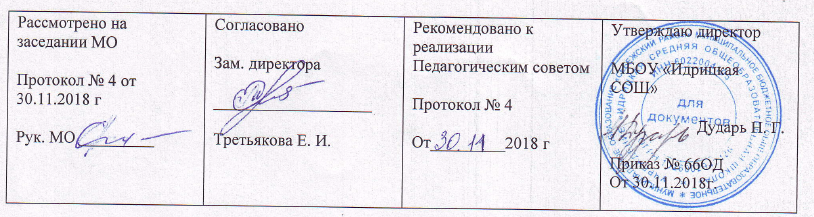 Рассмотрено на
заседании МО
Протокол № 4 от
30.11.2018 г
Рук. МО
Согласовано
Зам. директора
Третьякова Е. И.
Рекомендовано к
реализации
Педагогическим советом
Протокол № 4
От 30.11 2018 г
Утверждаю директор
МБОУ «Идрицкая
СОШ»
для
документов
Дударь П. Г.
Приказ № 66ОД
От 30.11.2018г.